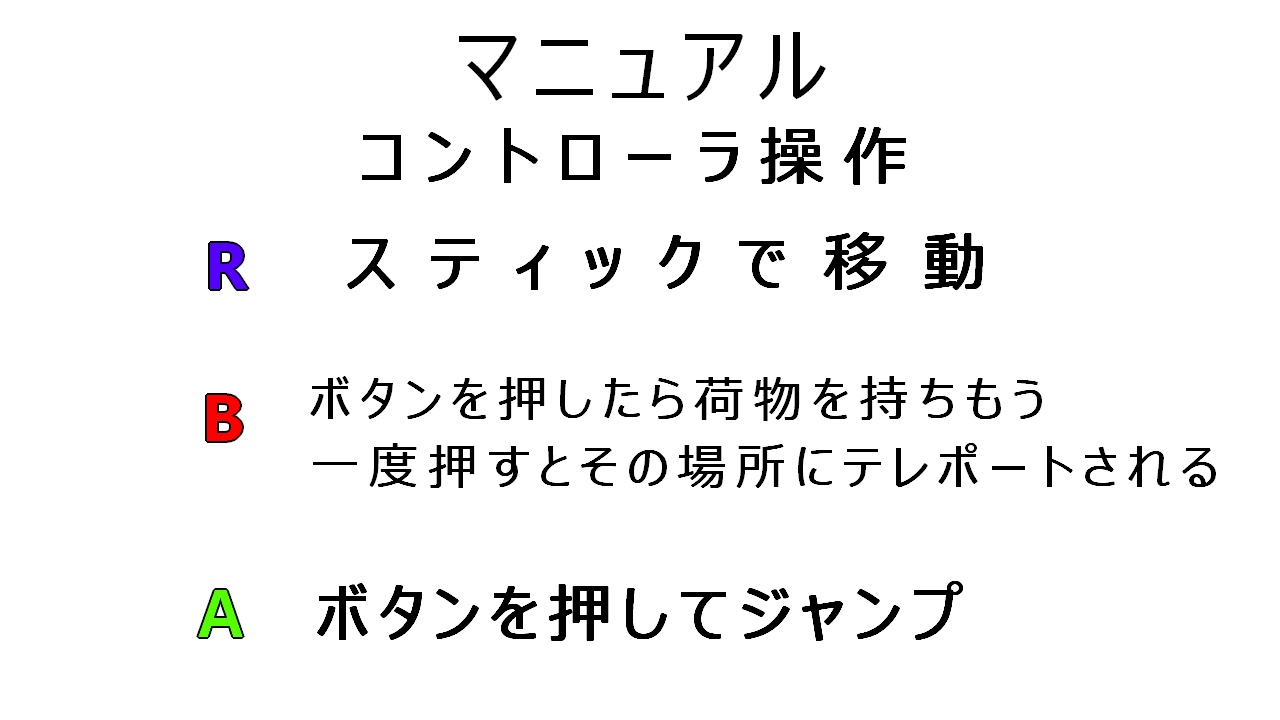 マニュアル
コントローラ操作
R スティックで移動
B ボタンを押したら荷物を持ちもう
一度押すとその場所にテレポートされる
A ボタンを押してジャンプ